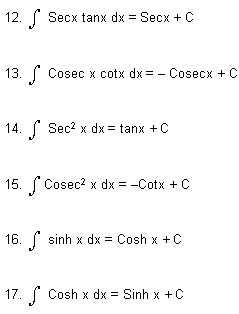 12. ∫ Secx tanx dx = Secx + C
13. ∫ Cosec x cotx dx = – Cosecx + C
14. ∫ Sec² x dx = tanx + C
15. ∫ Cosec² x dx = –Cotx + C
16. ∫ sinh x dx = Cosh x + C
17. ∫ Cosh x dx = Sinh x + C